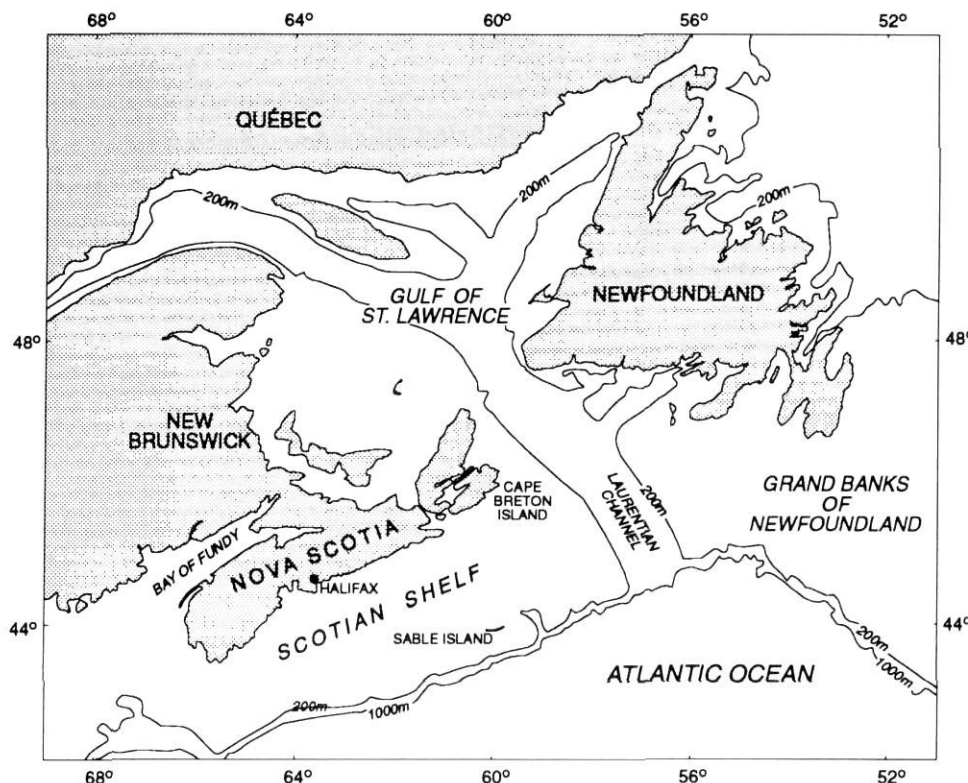 68° 64° 60° 56° 52°
QUÉBEC
200m
200m
200m
GULF OF
ST. LAWRENCE
NEWFOUNDLAND
48°
48°
NEW
BRUNSWICK
CAPE
BRETON
ISLAND
LAURENTIAN
CHANNEL
200m
GRAND BANKS
OF
NEWFOUNDLAND
BAY OF FUNDY
NOVA SCOTIA
HALIFAX
SCOTIAN SHELF
SABLE ISLAND
44°
44°
200m
1000m
ATLANTIC OCEAN
200m
1000m
68° 64° 60° 56° 52°